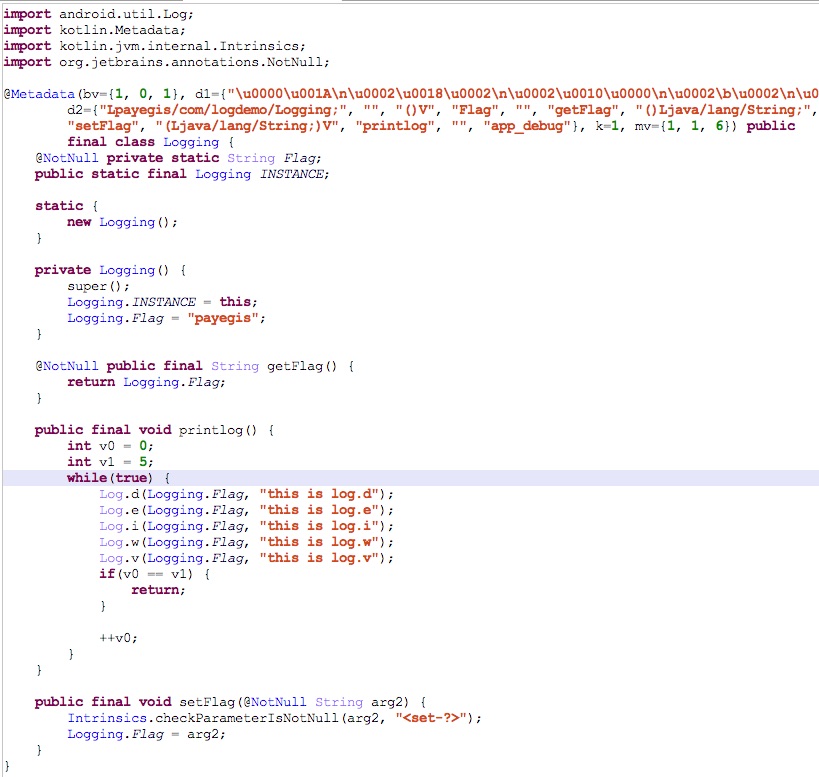 import android.util.Log;
import kotlin.Metadata;
import kotlin.jvm.internal.Intrinsics;
import org.jetbrains.annotations.NotNull;

@Metadata(bv={1, 0, 1}, d1={"\u0000\u001A\n\u0002\u0018\u0002\n\u0002\u0010\u0000\n\u0002\b\u0002\n\u0
        d2={"Lpayegis/com/logdemo/Logging;", "", "()V", "Flag", "", "getFlag", "()Ljava/lang/String;",
        "setFlag", "(Ljava/lang/String;)V", "printlog", "", "app_debug"}, k=1, mv={1, 1, 6}) public
        final class Logging {
    @NotNull private static String Flag;
    public static final Logging INSTANCE;

    static {
        new Logging();
    }

    private Logging() {
        super();
        Logging.INSTANCE = this;
        Logging.Flag = "payegis";
    }

    @NotNull public final String getFlag() {
        return Logging.Flag;
    }

    public final void printlog() {
        int v0 = 0;
        int v1 = 5;
        while(true) {
            Log.d(Logging.Flag, "this is log.d");
            Log.e(Logging.Flag, "this is log.e");
            Log.i(Logging.Flag, "this is log.i");
            Log.w(Logging.Flag, "this is log.w");
            Log.v(Logging.Flag, "this is log.v");
            if(v0 == v1) {
                return;
            }

            ++v0;
        }
    }

    public final void setFlag(@NotNull String arg2) {
        Intrinsics.checkParameterIsNotNull(arg2, "<set-?>");
        Logging.Flag = arg2;
    }
}